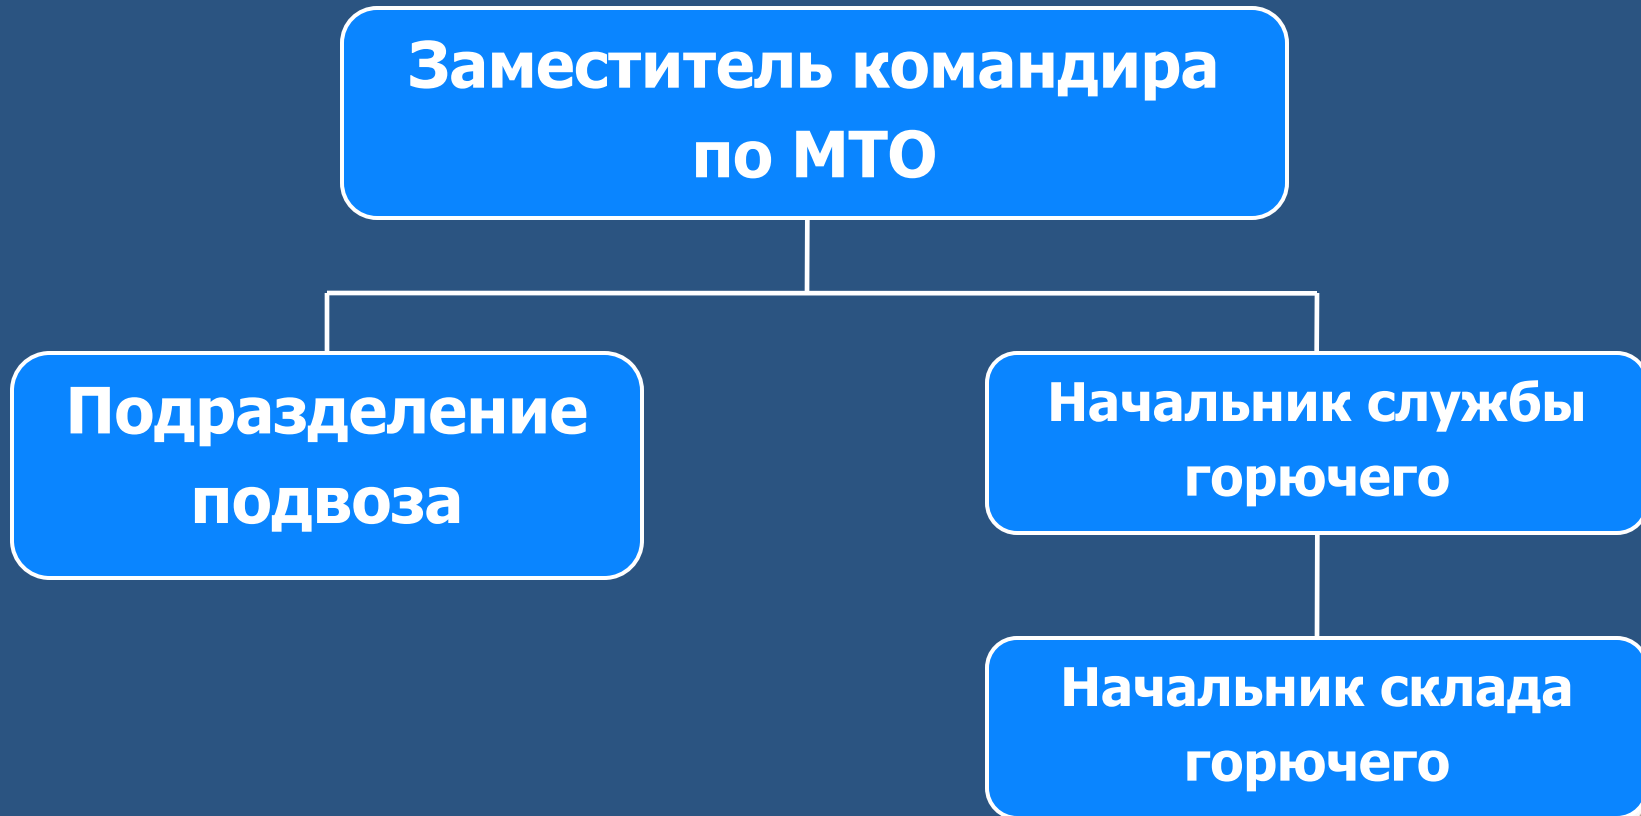 Заместитель командира
по МТО
Подразделение
подвоза
Начальник службы
горючего
Начальник склада
горючего